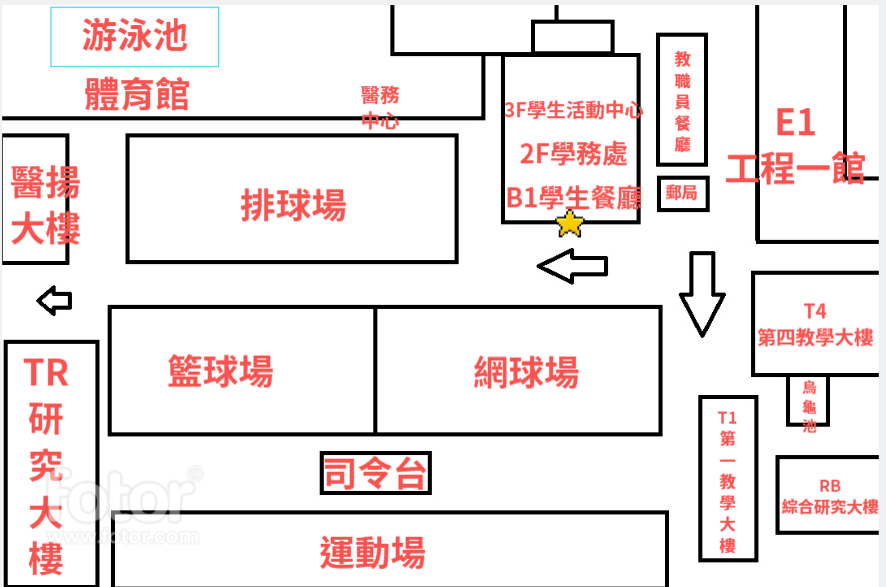 游泳池
體育館
醫務
中心
3F學生活動中心
2F學務處
B1學生餐廳
教
職
員
餐
廳
郵局
E1
工程一館
醫揚
大樓
排球場
T4
第四教學大樓
烏
龜
池
籃球場
網球場
TR
研
究
大
樓
T1
第
一
教
學
大
樓
RB
綜合研究大樓
司令台
運動場
fotor®
www.fotor.com